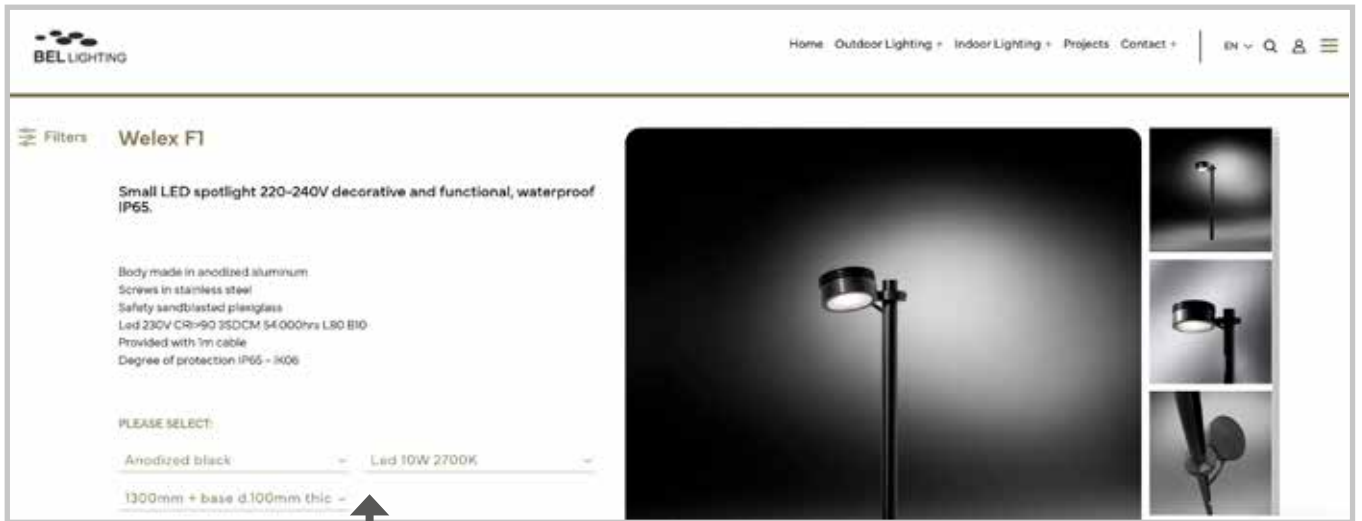 BEL LIGHTING
Home Outdoor Lighting + Indoor Lighting + Projects Contact +
EN
Filters
Welex F1
Small LED spotlight 220-240V decorative and functional, waterproof
IP65.
Body made in anodized aluminum
Screws in stainless steel
Safety sandblasted plexiglass
Led 230V CRI>90 3SDCM 54.000hrs L80 B10
Provided with 1m cable
Degree of protection IP65 - IK06
PLEASE SELECT:
Anodized black
Led 10W 2700K
1300mm + base d.100mm thic